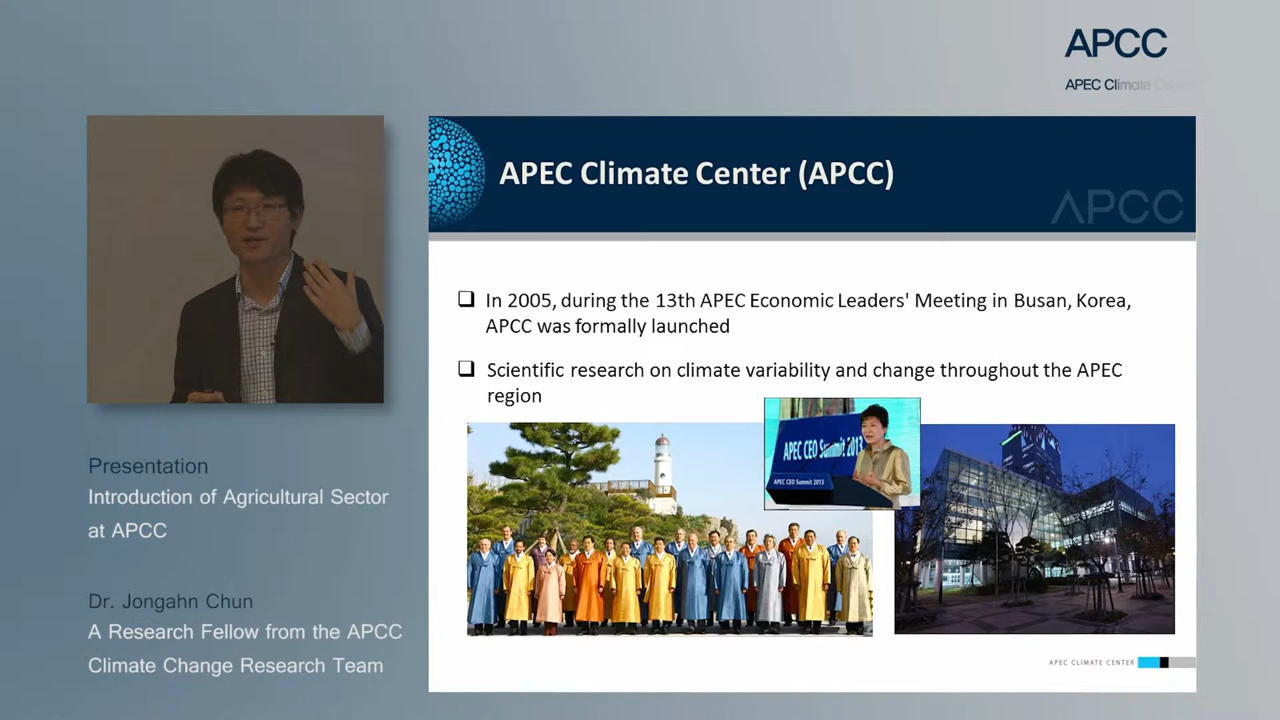 APCC
APEC Climate Center
APEC Climate Center (APCC)
APCC
In 2005, during the 13th APEC Economic Leaders' Meeting in Busan, Korea,
APCC was formally launched
Scientific research on climate variability and change throughout the APEC
region
APEC CEO Summit 2013
APEC CEO Summit 2013
APEC CLIMATE CENTER
Presentation
Introduction of Agricultural Sector
at APCC
Dr. Jongahn Chun
A Research Fellow from the APCC
Climate Change Research Team